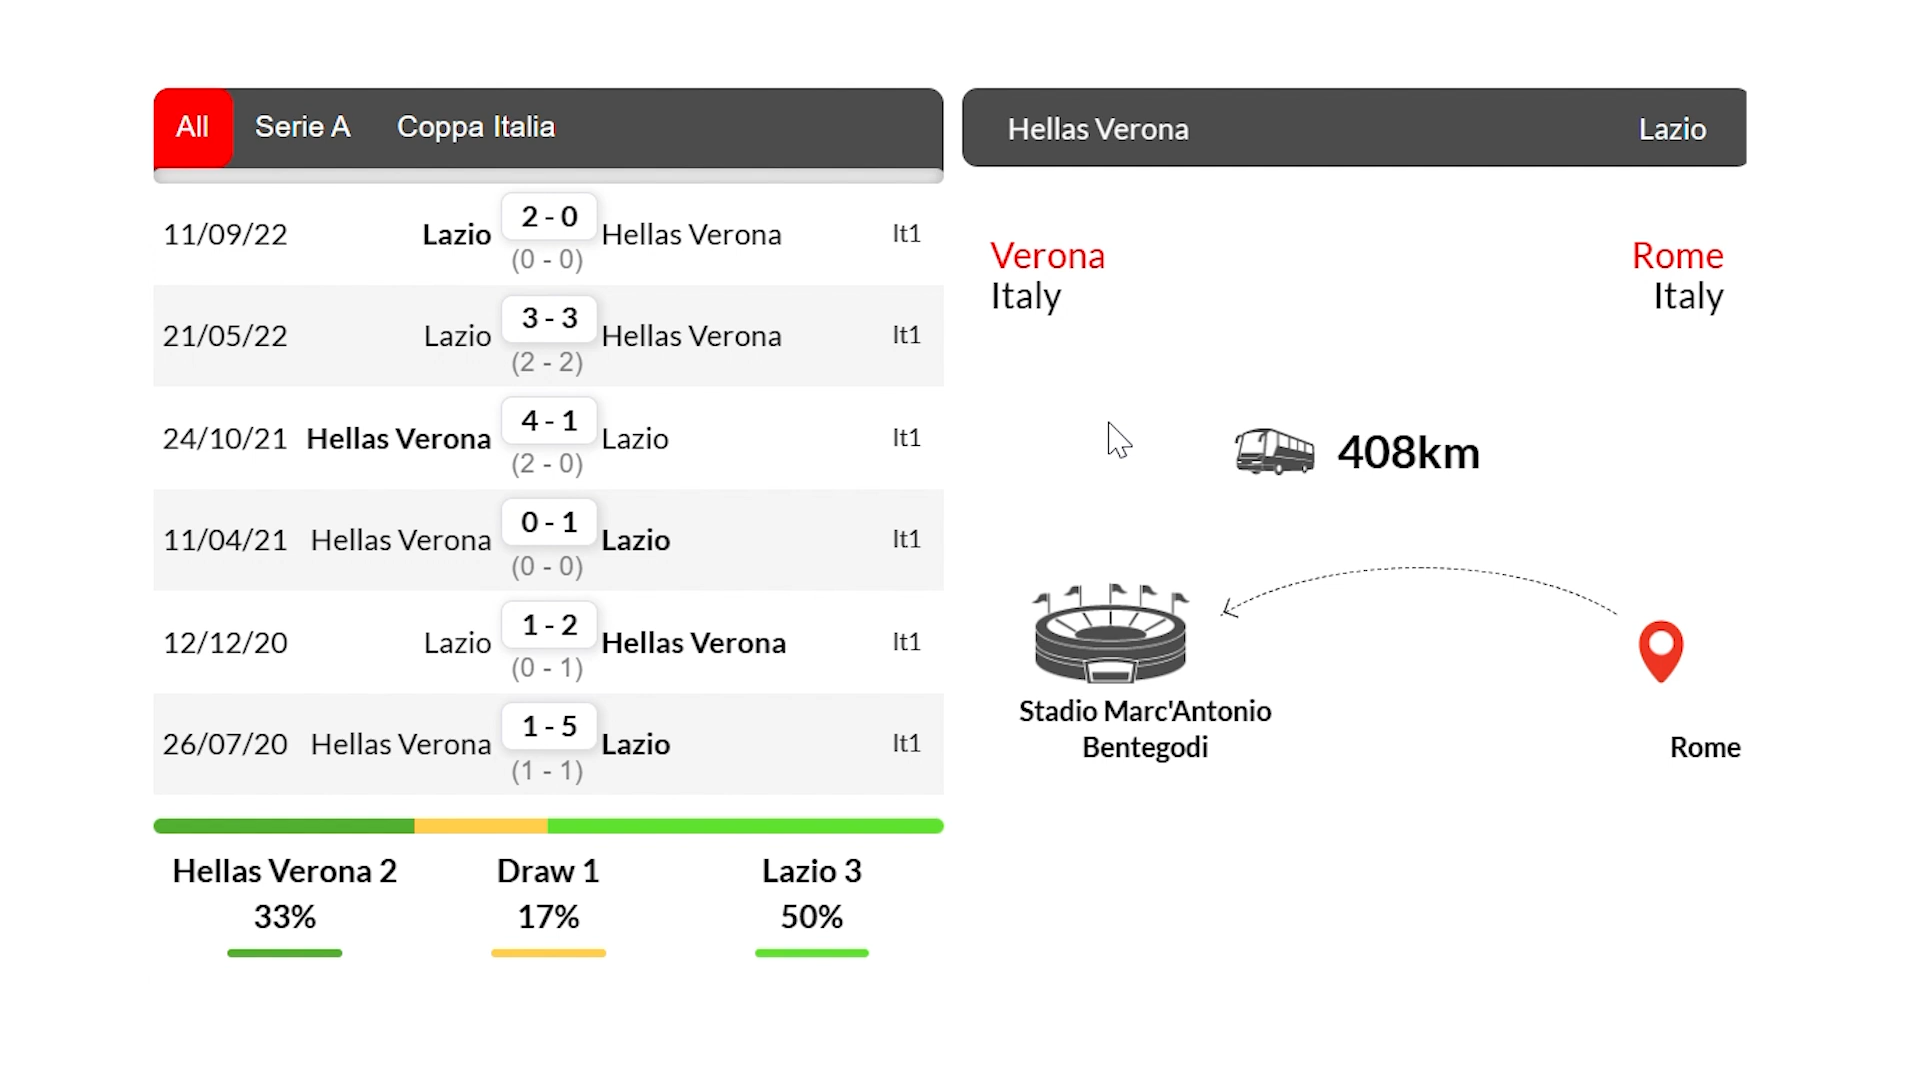 All Serie A Coppa Italia
11/09/22 Lazio 2 - 0 Hellas Verona It1
(0 - 0)
21/05/22 Lazio 3 - 3 Hellas Verona It1
(2 - 2)
24/10/21 Hellas Verona 4 - 1 Lazio It1
(2 - 0)
11/04/21 Hellas Verona 0 - 1 Lazio It1
(0 - 0)
12/12/20 Lazio 1 - 2 Hellas Verona It1
(0 - 1)
26/07/20 Hellas Verona 1 - 5 Lazio It1
(1 - 1)
Hellas Verona 2 Draw 1 Lazio 3
33% 17% 50%
Hellas Verona Lazio
Verona Rome
Italy Italy
408km
Stadio Marc'Antonio
Bentegodi Rome